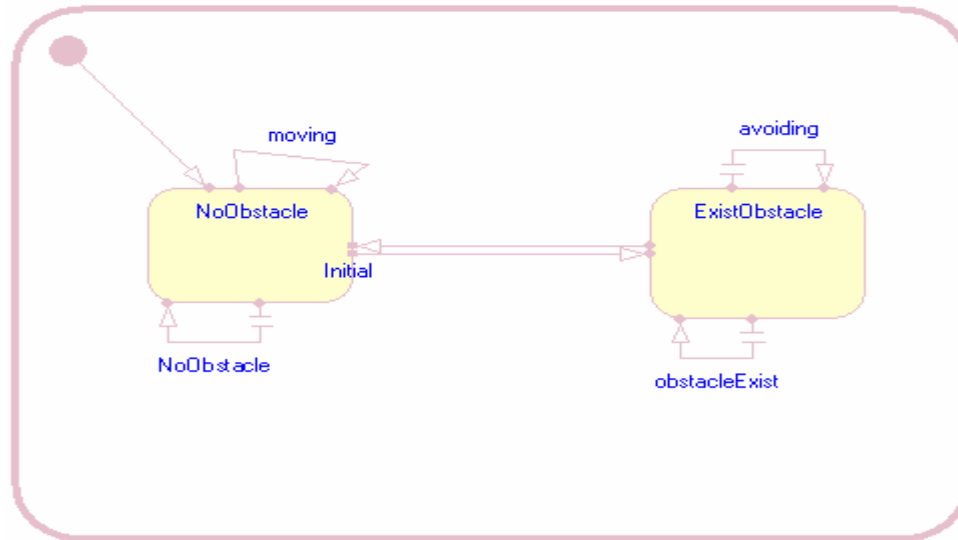 moving
avoiding
NoObstacle
ExistObstacle
Initial
NoObstacle
obstacleExist